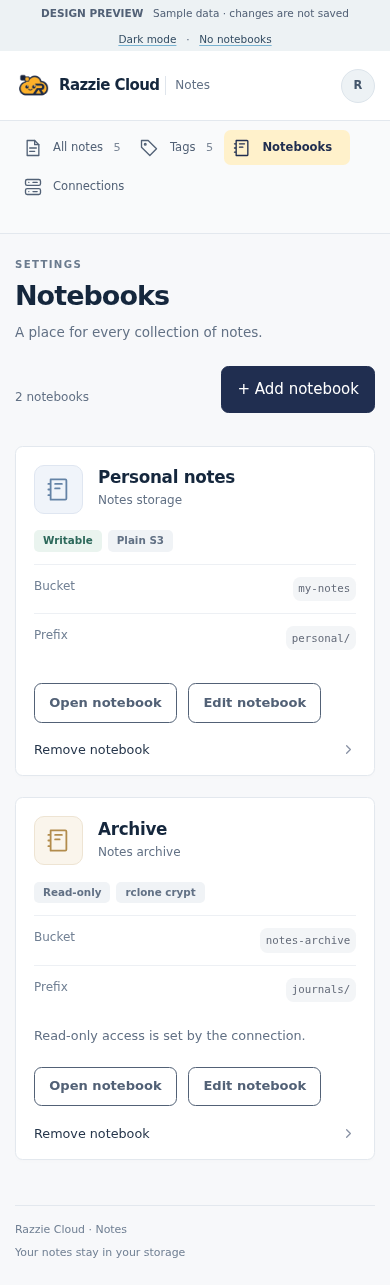 DESIGN PREVIEW Sample data · changes are not saved
Dark mode · No notebooks
Razzie Cloud Notes R
All notes 5 Tags 5 Notebooks
Connections
SETTINGS
Notebooks
A place for every collection of notes.
2 notebooks + Add notebook
Personal notes
Notes storage
Writable Plain S3
Bucket my-notes
Prefix personal/
Open notebook Edit notebook
Remove notebook
Archive
Notes archive
Read-only rclone crypt
Bucket notes-archive
Prefix journals/
Read-only access is set by the connection.
Open notebook Edit notebook
Remove notebook
Razzie Cloud · Notes
Your notes stay in your storage